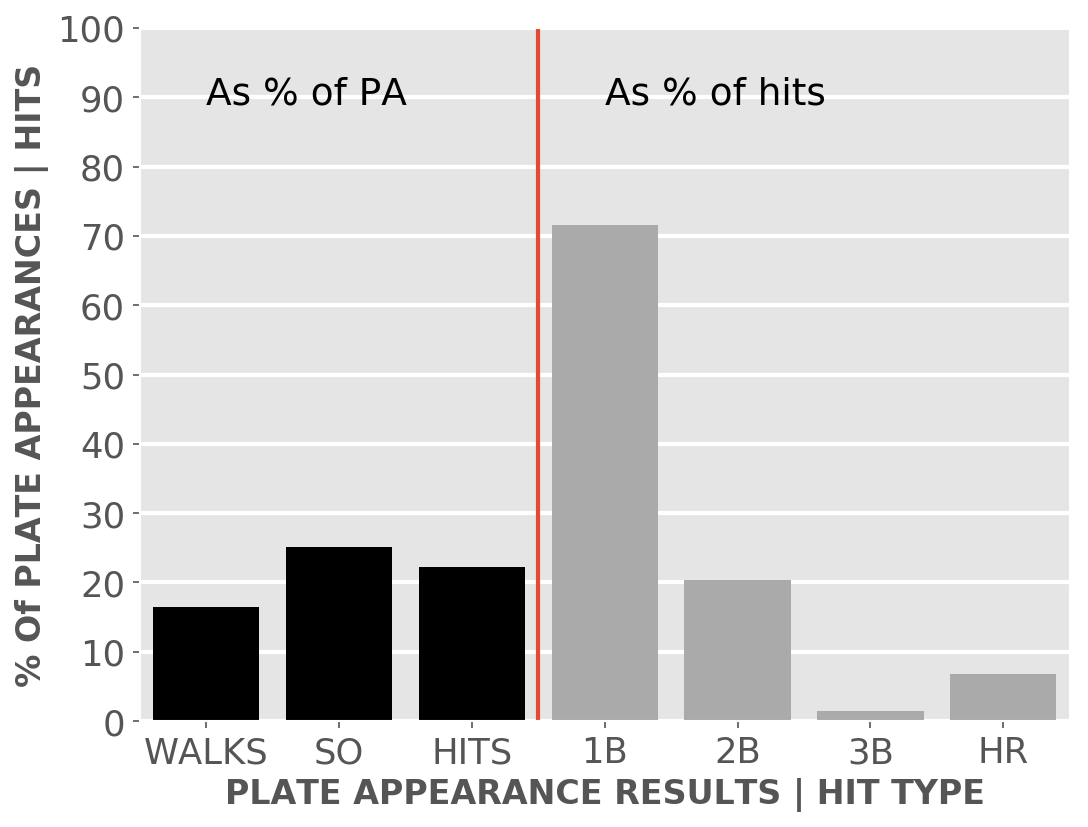 % Of PLATE APPEARANCES | HITS
100
90
80
70
60
50
40
30
20
10
0
As % of PA
As % of hits
WALKS SO HITS 1B 2B 3B HR
PLATE APPEARANCE RESULTS | HIT TYPE